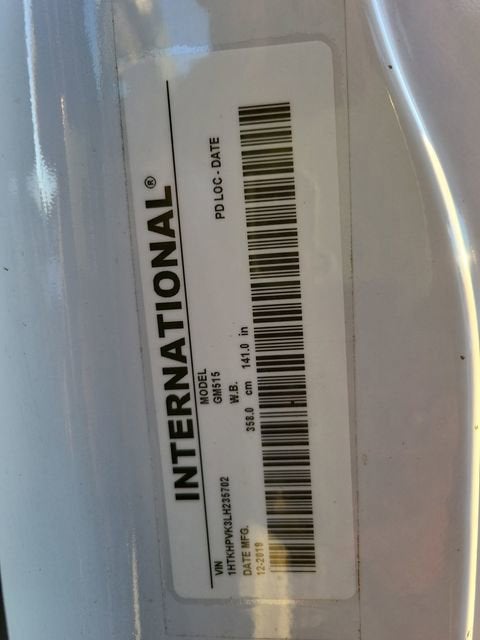 INTERNATIONAL®
VIN MODEL PD LOC - DATE
1HTKHPVK3LH235702 GM515
DATE MFG. W.B.
12-2019 358.0 cm 141.0 in